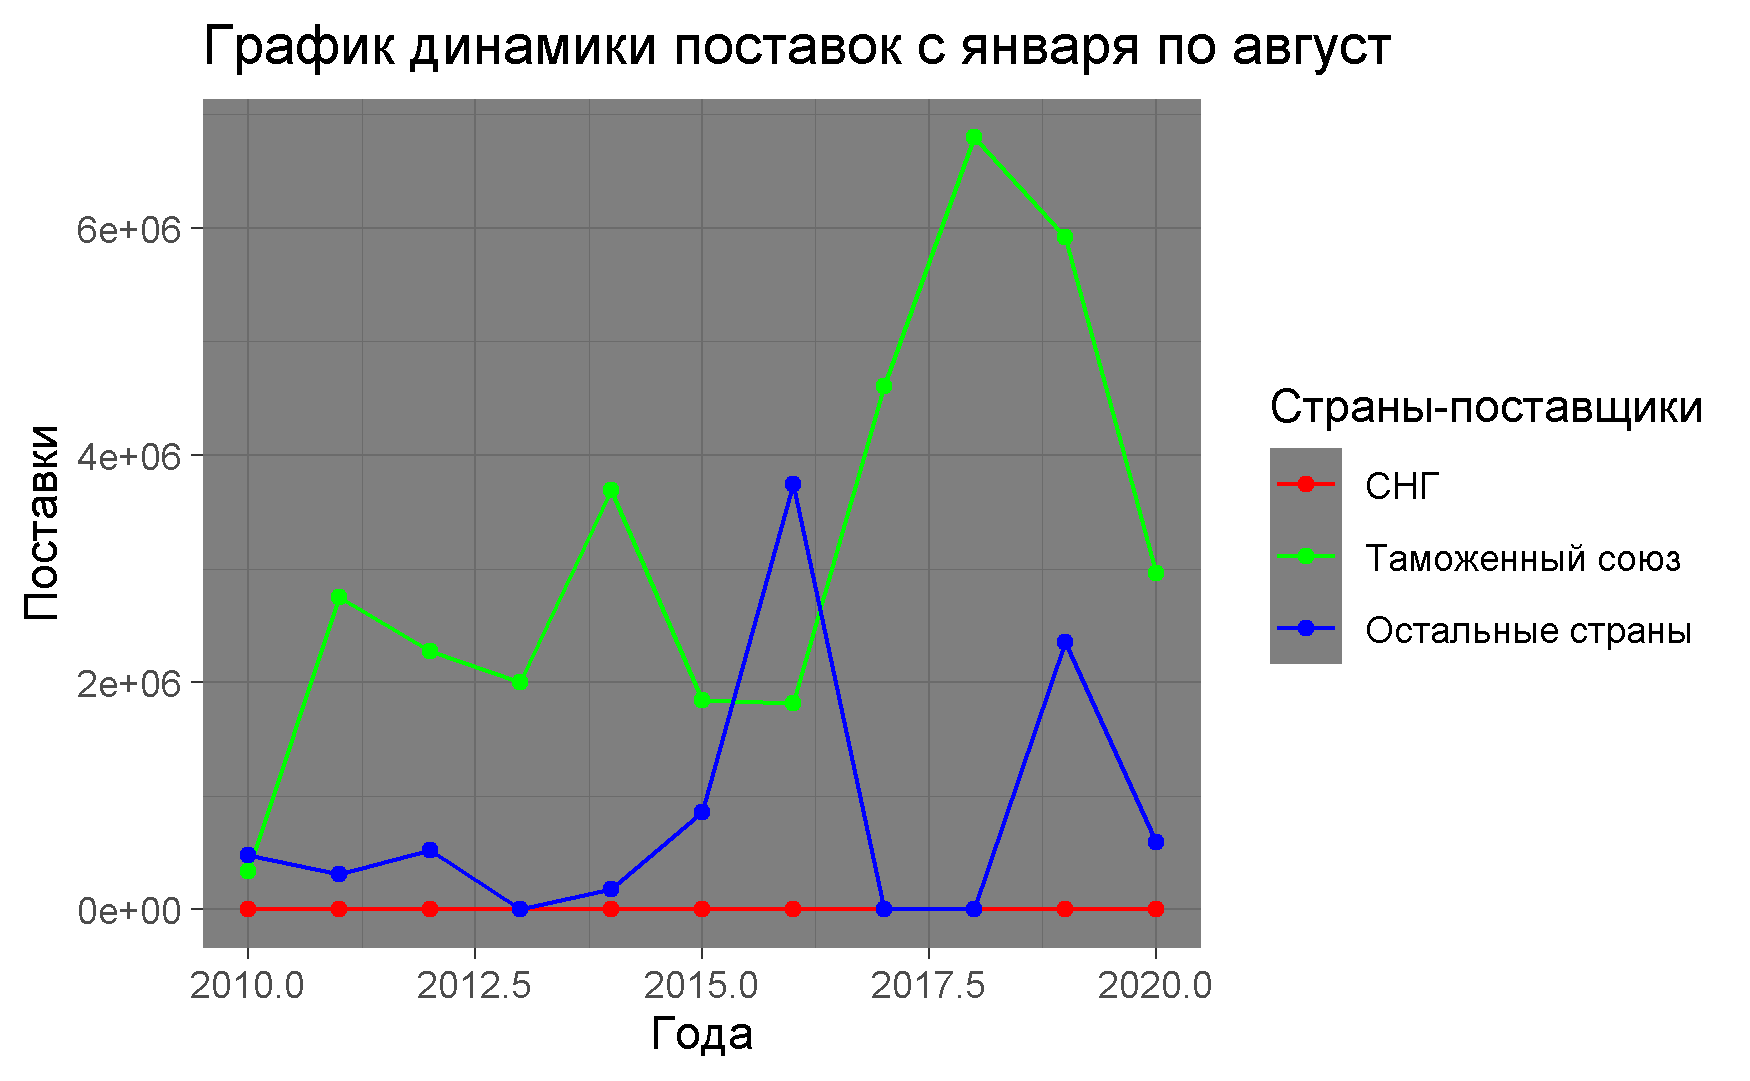 График динамики поставок с января по август
Поставки
6e+06
4e+06
2e+06
0e+00
2010.0 2012.5 2015.0 2017.5 2020.0
Года
Страны-поставщики
СНГ
Таможенный союз
Остальные страны